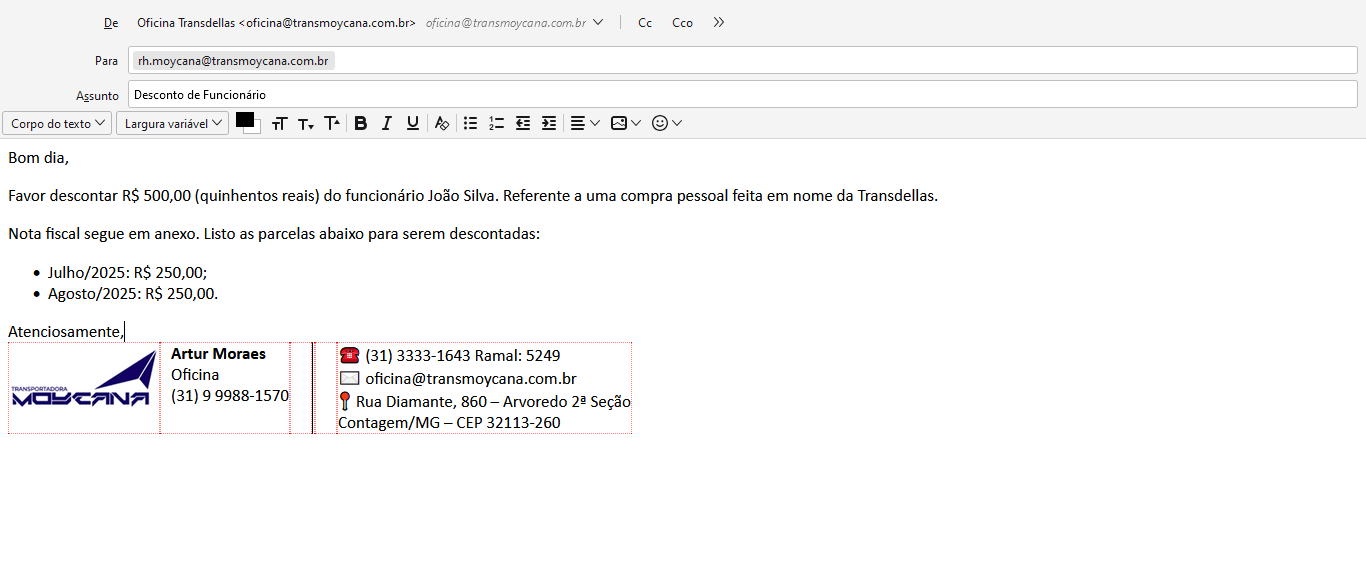 De Oficina Transdellas <oficina@transmoycana.com.br> oficina@transmoycana.com.br Cc Cco
Para rh.moycana@transmoycana.com.br
Assunto Desconto de Funcionário
Corpo do texto Largura variável
Bom dia,
Favor descontar R$ 500,00 (quinhentos reais) do funcionário João Silva. Referente a uma compra pessoal feita em nome da Transdellas.
Nota fiscal segue em anexo. Listo as parcelas abaixo para serem descontadas:
• Julho/2025: R$ 250,00;
• Agosto/2025: R$ 250,00.
Atenciosamente,
TRANSPORTADORA
MOYCANA
Artur Moraes
Oficina
(31) 9 9988-1570
(31) 3333-1643 Ramal: 5249
oficina@transmoycana.com.br
Rua Diamante, 860 – Arvoredo 2ª Seção
Contagem/MG – CEP 32113-260